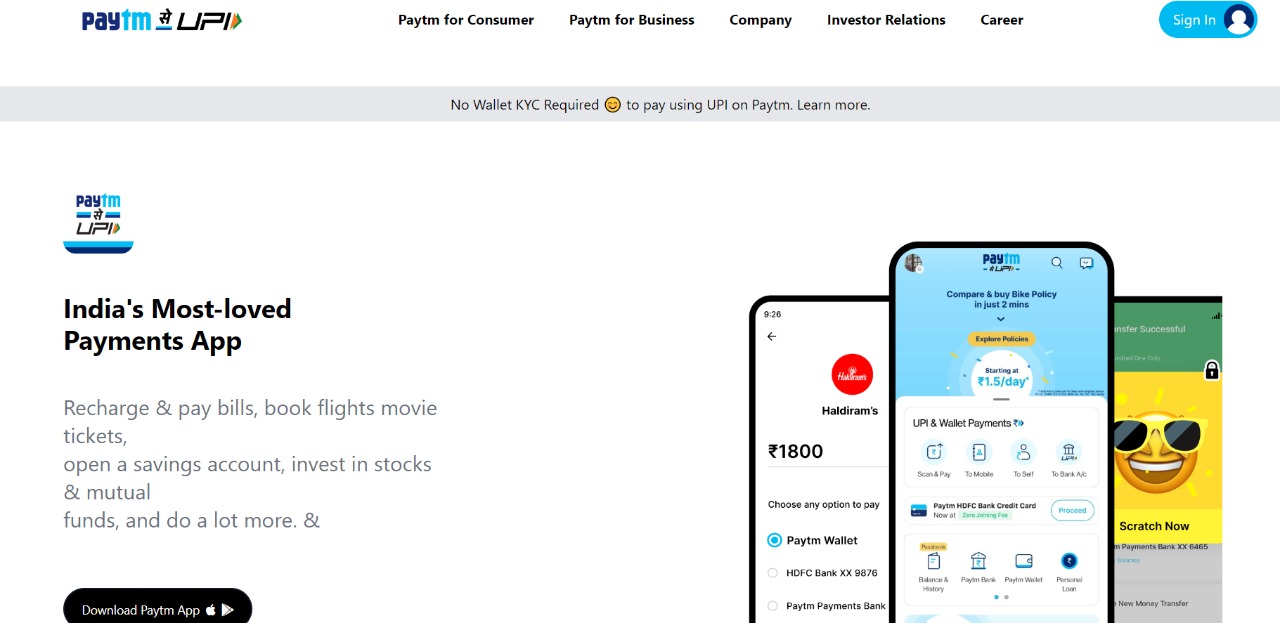 Paytm से UPI
Paytm for Consumer
Paytm for Business
Company
Investor Relations
Career
Sign In
No Wallet KYC Required 😊 to pay using UPI on Paytm. Learn more.
Paytm
से
UPI
India's Most-loved
Payments App
Recharge & pay bills, book flights movie
tickets,
open a savings account, invest in stocks
& mutual
funds, and do a lot more. &
Download Paytm App
9:26
Haldiram's
Haldiram's
₹1800
Choose any option to pay
Paytm Wallet
HDFC Bank XX 9876
Paytm Payments Bank
Paytm
से UPI
Compare & buy Bike Policy
in just 2 mins
Explore Policies
Starting at
₹1.5/day*
UPI & Wallet Payments
Scan & Pay
To Mobile
To Self
UPI
To Bank A/c
Paytm HDFC Bank Credit Card
Now at Zero Joining Fee
Proceed
Passbook
Balance &
History
Paytm Bank
Paytm Wallet
Personal
Loan
nsfer Successful
One Only
Scratch Now
m Payments Bank XX 6465
Balance
New Money Transfer